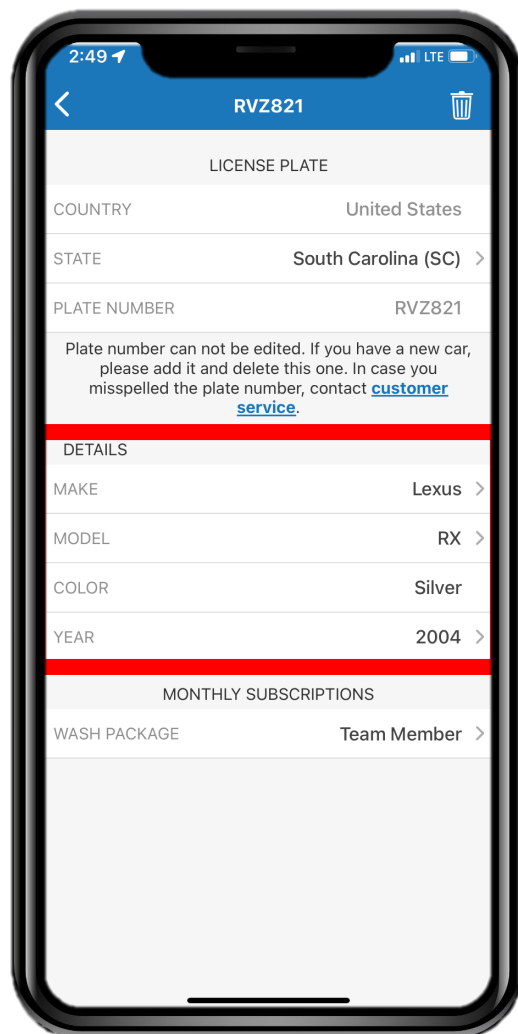 2:49 LTE
RVZ821
LICENSE PLATE
COUNTRY United States
STATE South Carolina (SC)
PLATE NUMBER RVZ821
Plate number can not be edited. If you have a new car,
please add it and delete this one. In case you
misspelled the plate number, contact customer
service.
DETAILS
MAKE Lexus
MODEL RX
COLOR Silver
YEAR 2004
MONTHLY SUBSCRIPTIONS
WASH PACKAGE Team Member